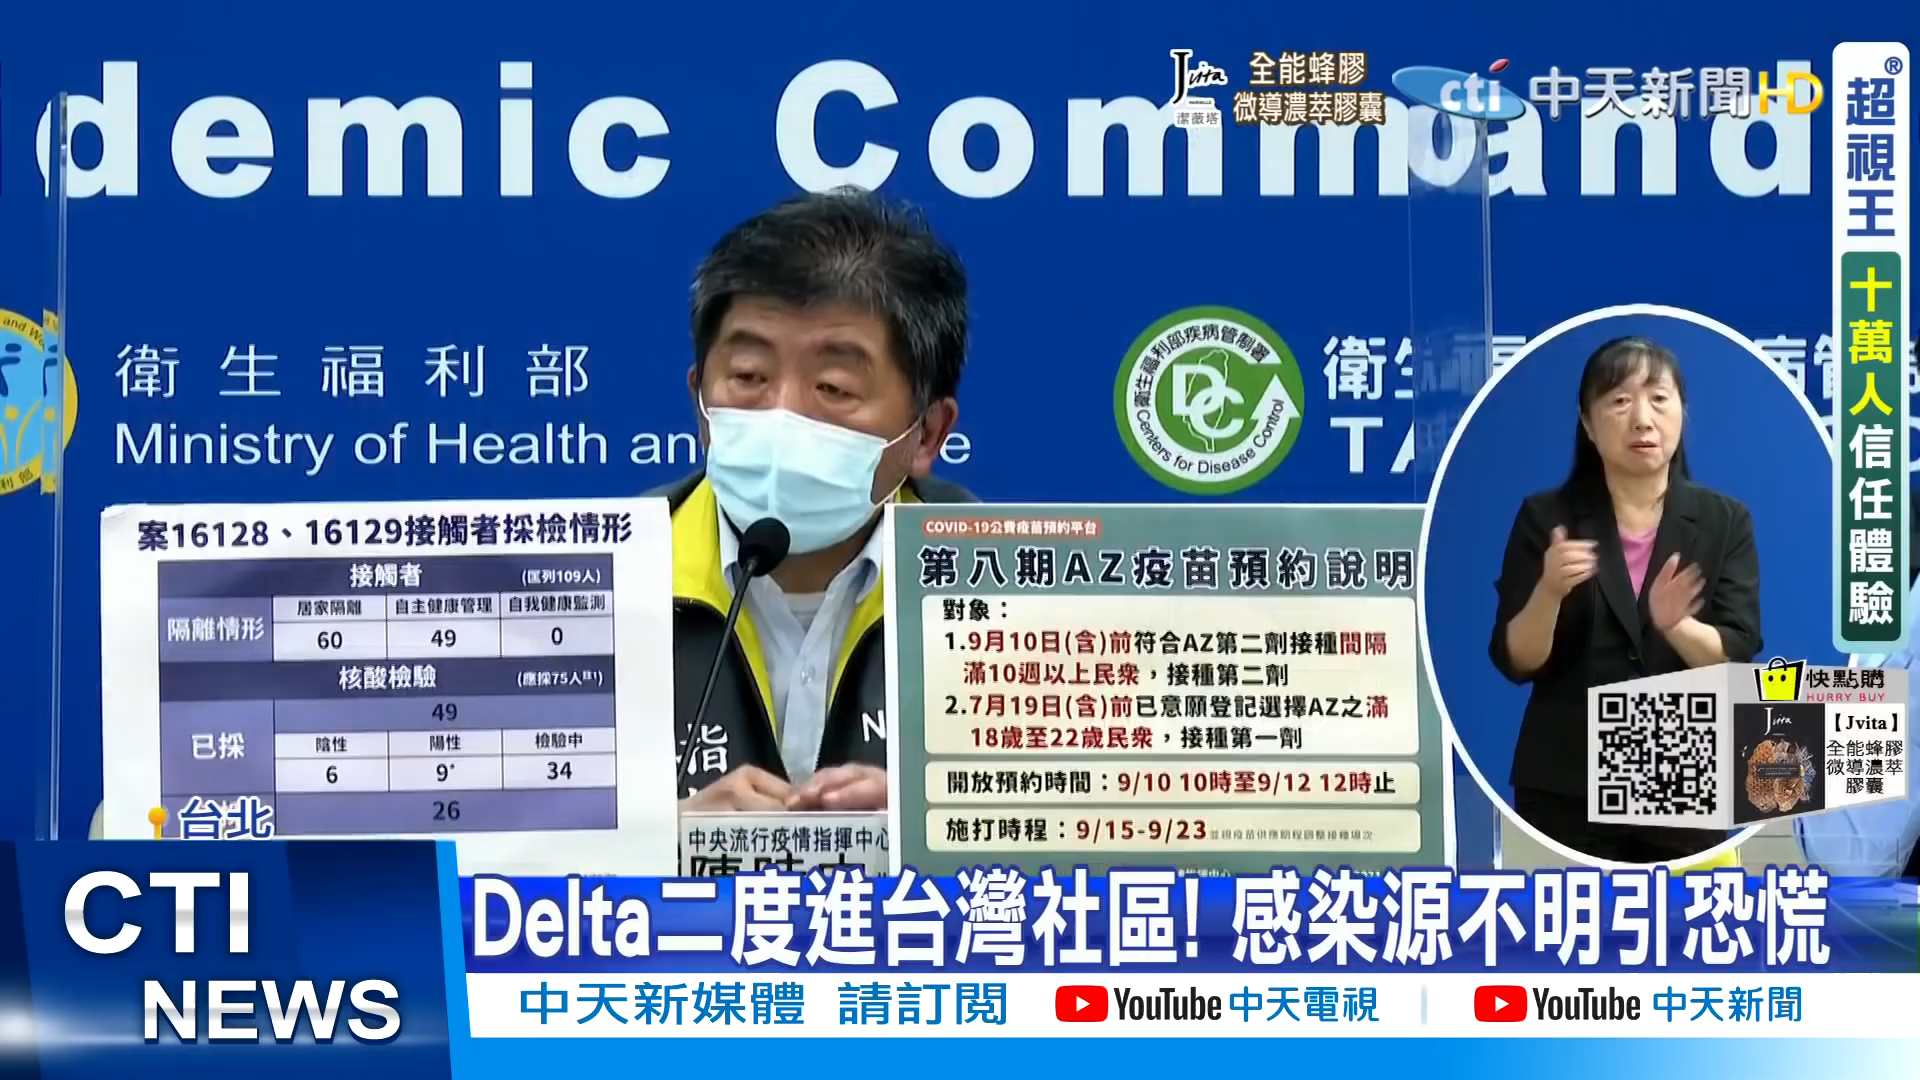 demic Command
Jvita
潔薇塔
全能蜂膠
微導濃萃膠囊
cti 中天新聞HD
超視王®
十萬人信任體驗
衛生福利部
Ministry of Health an
e
衛生福利部疾病管制署
Centers for Disease Control
CDC
衛生福
TA
案16128、16129接觸者採檢情形
接觸者 (匡列109人)
隔離情形 居家隔離 自主健康管理 自我健康監測
60 49 0
核酸檢驗 (應採75人註1)
已採 49
陰性 陽性 檢驗中
6 9* 34
26
COVID-19公費疫苗預約平台
第八期AZ疫苗預約說明
對象：
1.9月10日(含)前符合AZ第二劑接種間隔
滿10週以上民眾，接種第二劑
2.7月19日(含)前已意願登記選擇AZ之滿
18歲至22歲民眾，接種第一劑
開放預約時間：9/10 10時至9/12 12時止
施打時程：9/15-9/23
指
N
中央流行疫情指揮中心
快點購
HURRY BUY
Jvita
【Jvita】
全能蜂膠
微導濃萃
膠囊
台北
CTI
NEWS
Delta二度進台灣社區! 感染源不明引恐慌
中天新媒體 請訂閱 YouTube 中天電視 | YouTube 中天新聞